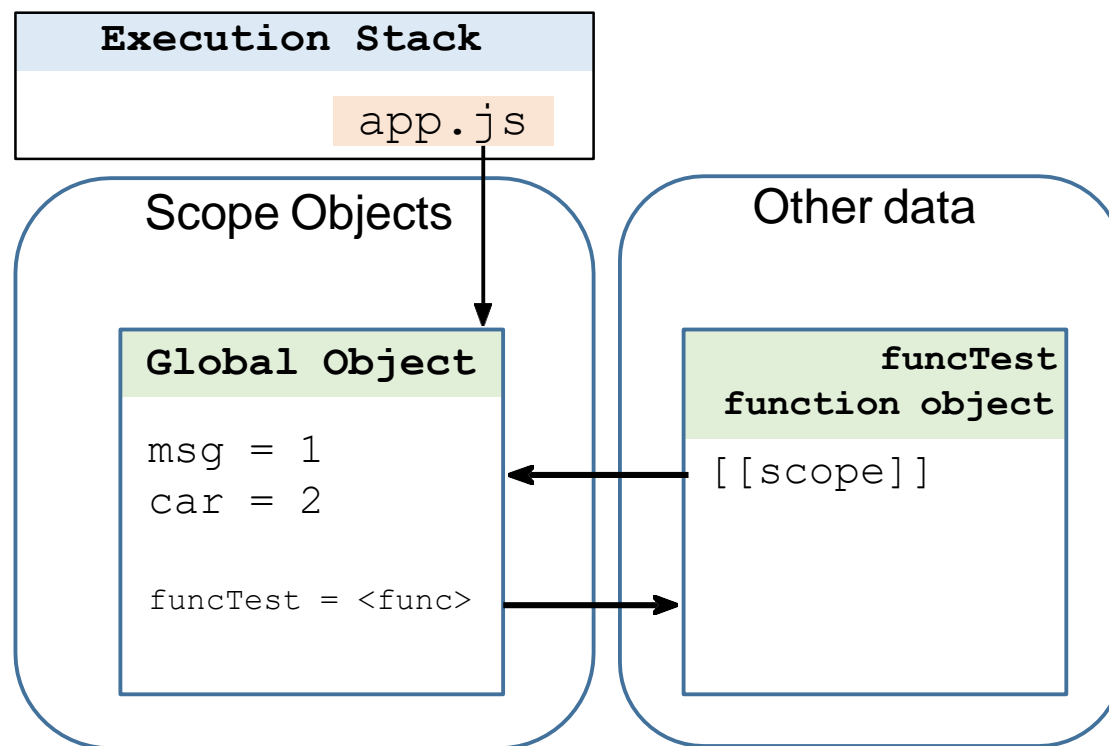 Execution Stack
app.js
Scope Objects
Global Object
msg = 1
car = 2
funcTest = <func>
Other data
funcTest
function object
[[scope]]